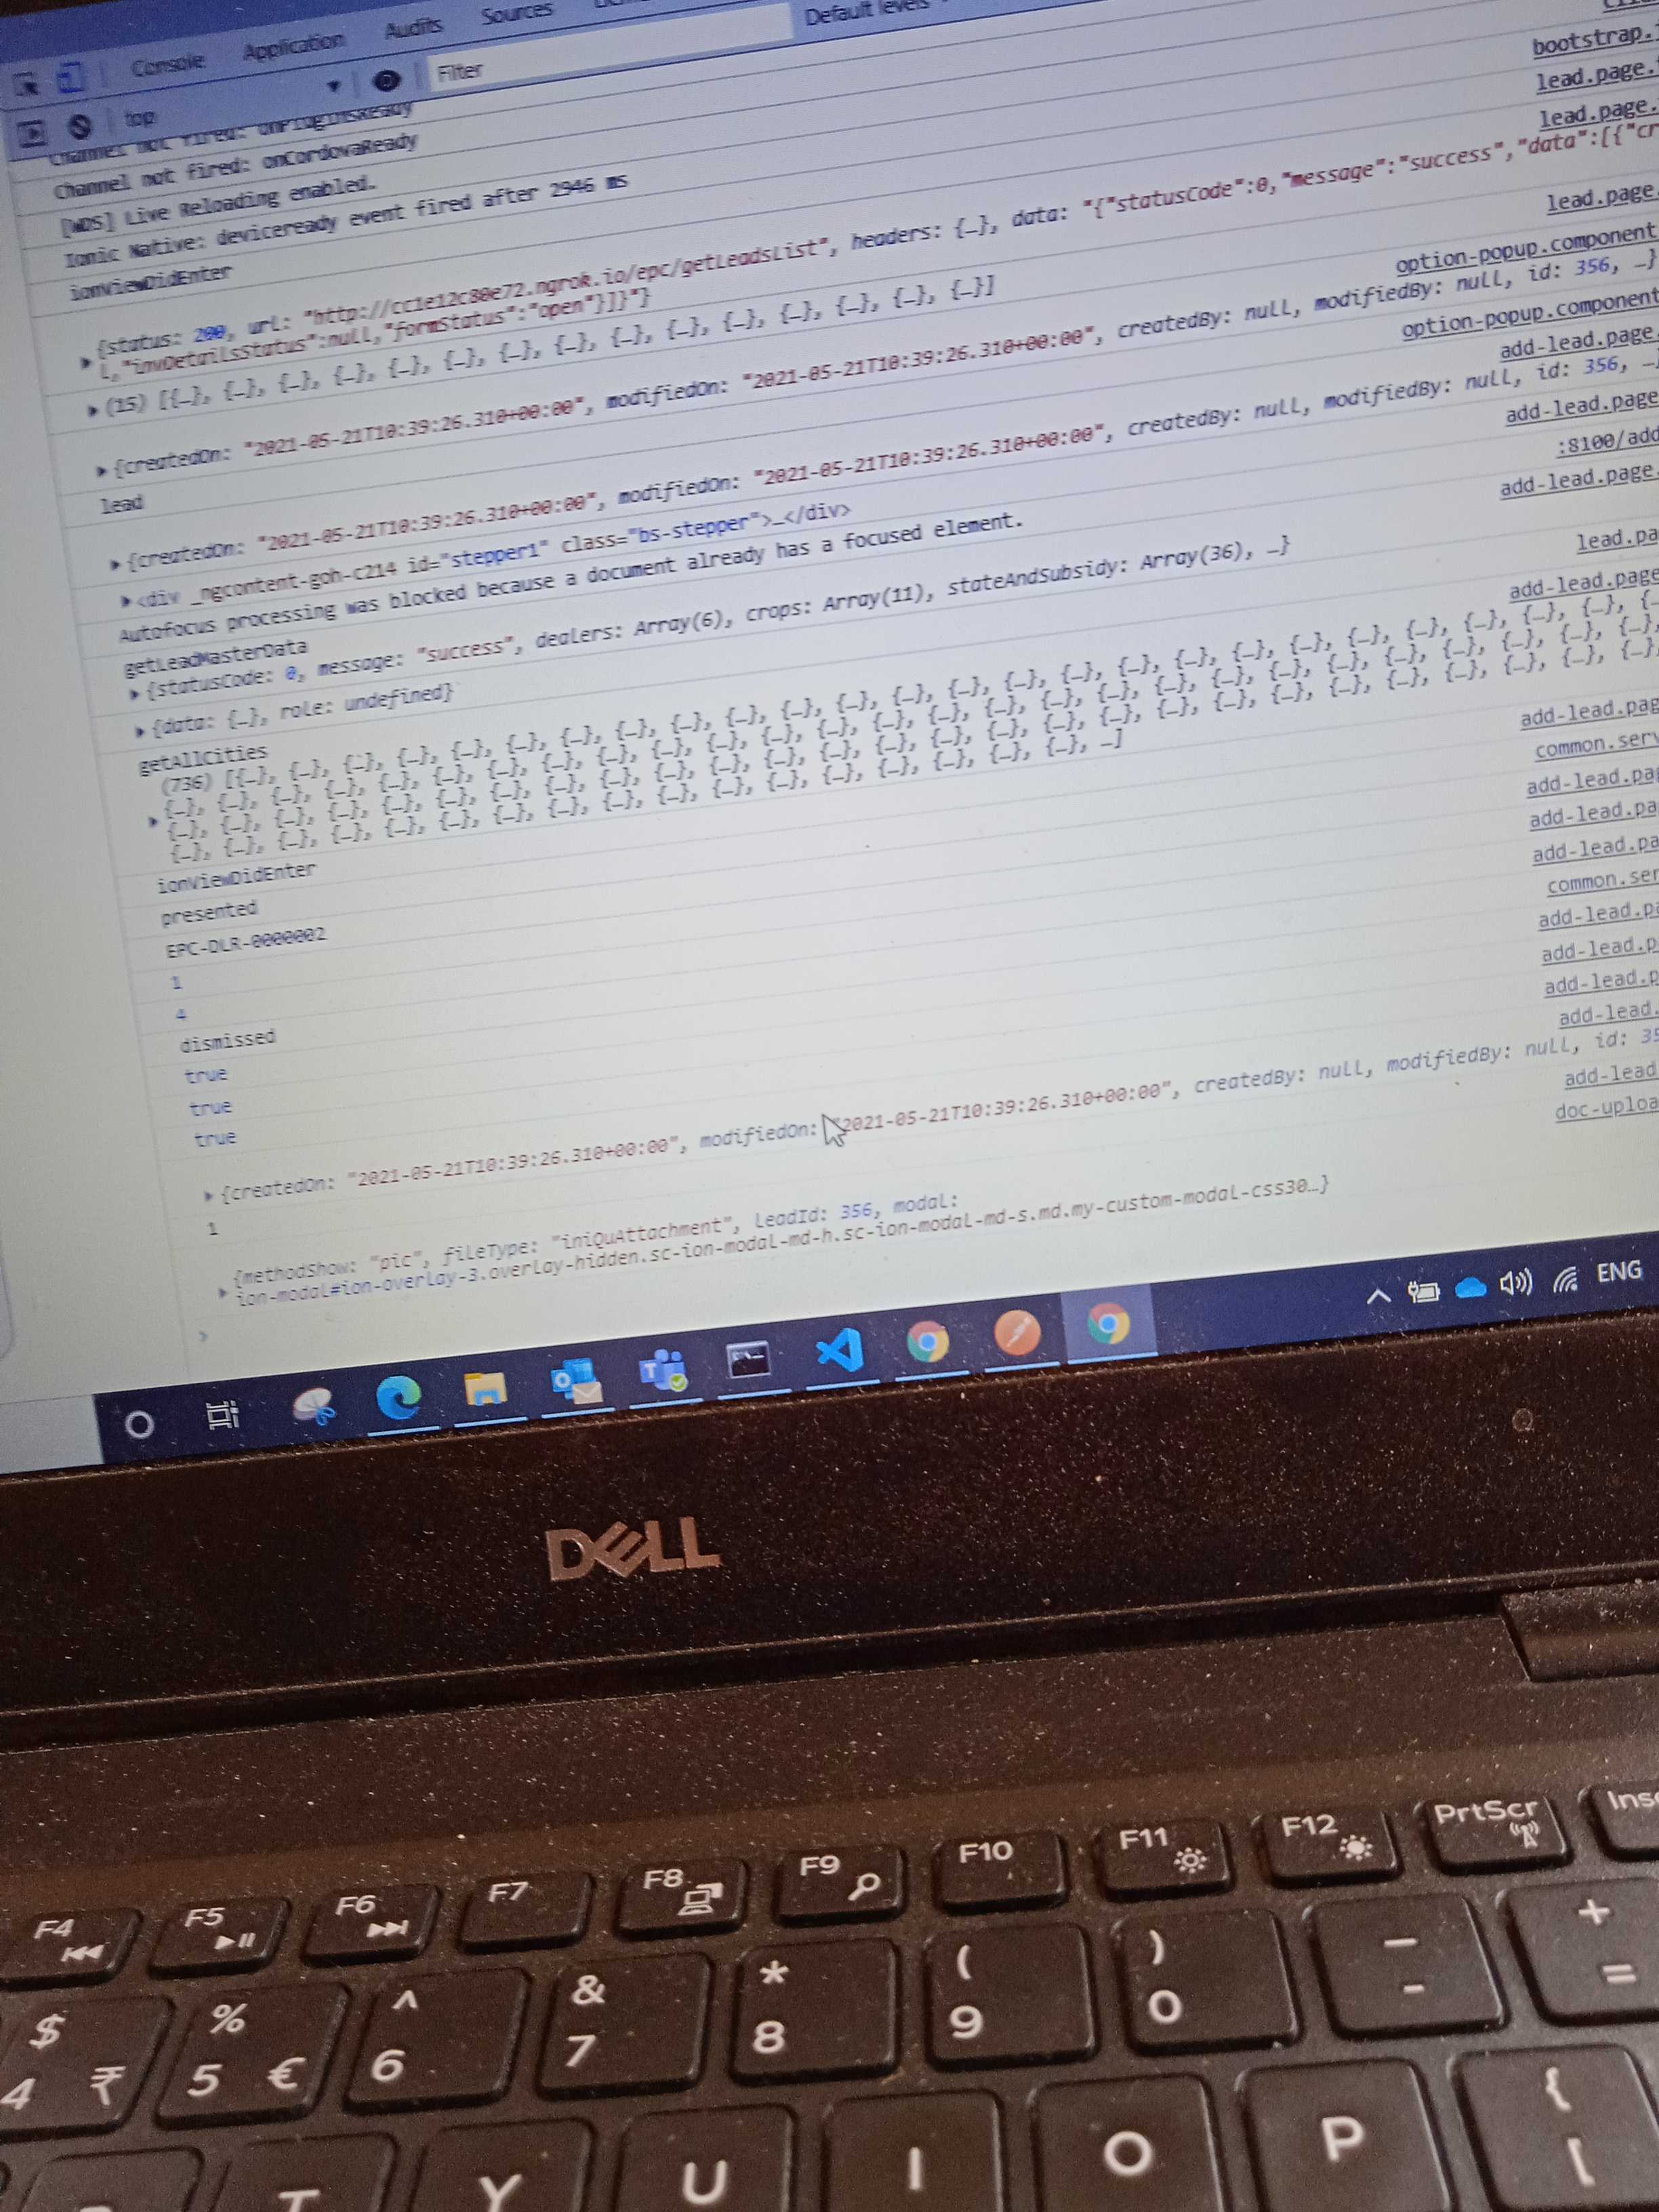 Console Application Audits Sources
top Filter Default levels
Channel not fired: onPluginsReady
Channel not fired: onCordovaReady
[WDS] Live Reloading enabled.
Ionic Native: deviceready event fired after 2946 ms
bootstrap.
ionViewDidEnter
lead.page.
lead.page.
{status: 200, url: "http://cc1e12c80e72.ngrok.io/epc/getLeadsList", headers: {…}, data: "{"statusCode":0,"message":"success","data":[{"cr
l,"invDetailsStatus":null,"formStatus":"open"}]}"}
(15) [{…}, {…}, {…}, {…}, {…}, {…}, {…}, {…}, {…}, {…}, {…}, {…}, {…}, {…}, {…}]
lead.page.
option-popup.component
{createdOn: "2021-05-21T10:39:26.310+00:00", modifiedOn: "2021-05-21T10:39:26.310+00:00", createdBy: null, modifiedBy: null, id: 356, …}
lead
option-popup.component
add-lead.page.
{createdOn: "2021-05-21T10:39:26.310+00:00", modifiedOn: "2021-05-21T10:39:26.310+00:00", createdBy: null, modifiedBy: null, id: 356, …}
<div _ngcontent-goh-c214 id="stepper1" class="bs-stepper">…</div>
add-lead.page
Autofocus processing was blocked because a document already has a focused element.
:8100/add
getLeadMasterData
add-lead.page.
{statusCode: 0, message: "success", dealers: Array(6), crops: Array(11), stateAndSubsidy: Array(36), …}
{data: {…}, role: undefined}
lead.pa
getAllCities
add-lead.page
(736) [{…}, {…}, {…}, {…}, {…}, {…}, {…}, {…}, {…}, {…}, {…}, {…}, {…}, {…}, {…}, {…}, {…}, {…}, {…}, {…}, {…}, {…}, {…}, {…}, {…}, {…},
{…}, {…}, {…}, {…}, {…}, {…}, {…}, {…}, {…}, {…}, {…}, {…}, {…}, {…}, {…}, {…}, {…}, {…}, {…}, {…}, {…}, {…}, {…}, {…}, {…}, {…}, {…},
{…}, {…}, {…}, {…}, {…}, {…}, {…}, {…}, {…}, {…}, {…}, {…}, {…}, {…}, {…}, {…}, {…}, {…}, {…}, {…}, {…}, {…}, {…}, {…}, {…}, {…}, {…},
{…}, {…}, {…}, {…}, {…}, {…}, {…}, {…}, {…}, {…}, {…}, {…}, {…}, {…}, {…}, {…}, {…}, …]
ionViewDidEnter add-lead.pag
presented common.serv
EPC-DLR-0000002 add-lead.pag
1 add-lead.pa
4 add-lead.pa
dismissed common.ser
true add-lead.pa
true add-lead.p
true add-lead.p
add-lead.
{createdOn: "2021-05-21T10:39:26.310+00:00", modifiedOn: "2021-05-21T10:39:26.310+00:00", createdBy: null, modifiedBy: null, id: 35
1 add-lead
doc-uploa
{methodShow: "pic", fileType: "iniQuAttachment", leadId: 356, modal:
ion-modal#ion-overlay-3.overlay-hidden.sc-ion-modal-md-h.sc-ion-modal-md-s.md.my-custom-modal-css30…}
ENG
DELL
F4 F5 F6 F7 F8 F9 F10 F11 F12 PrtScr Ins
$ % ^ & * ( ) — +
4 ₹ 5 € 6 7 8 9 0 - =
T Y U I O P { [